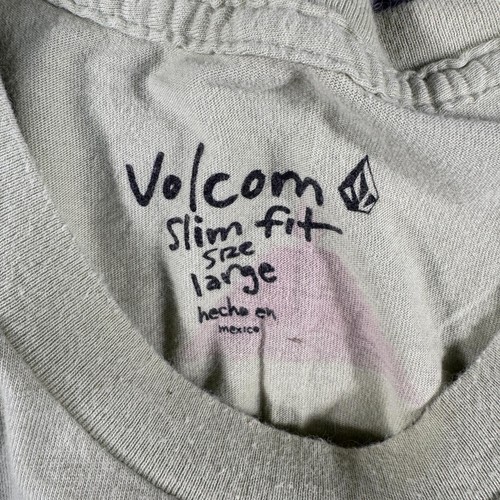 Volcom
Slim fit
SIZE
large
hecho en
mexico